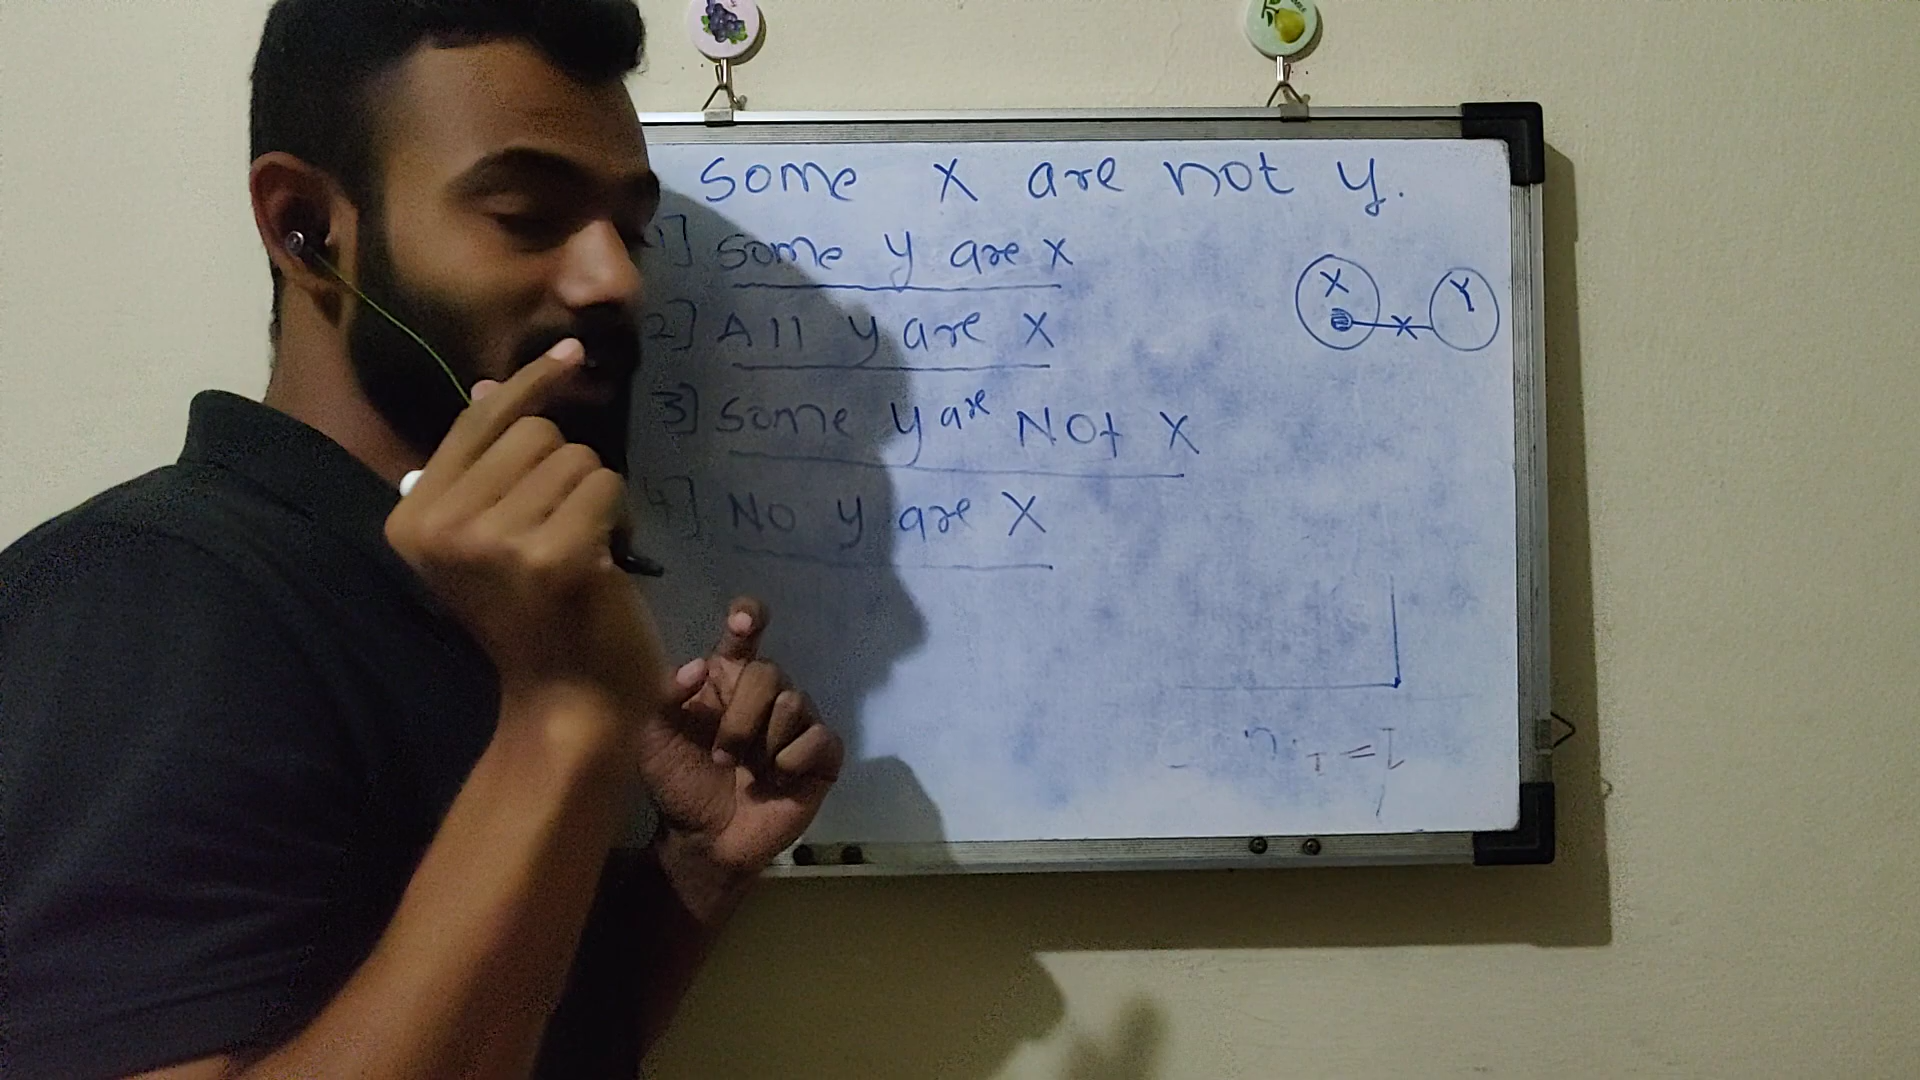 Some X are not y.
1] Some y are X
2] All y are X
3] Some y are NOt X
4] No y are X
X
x
Y